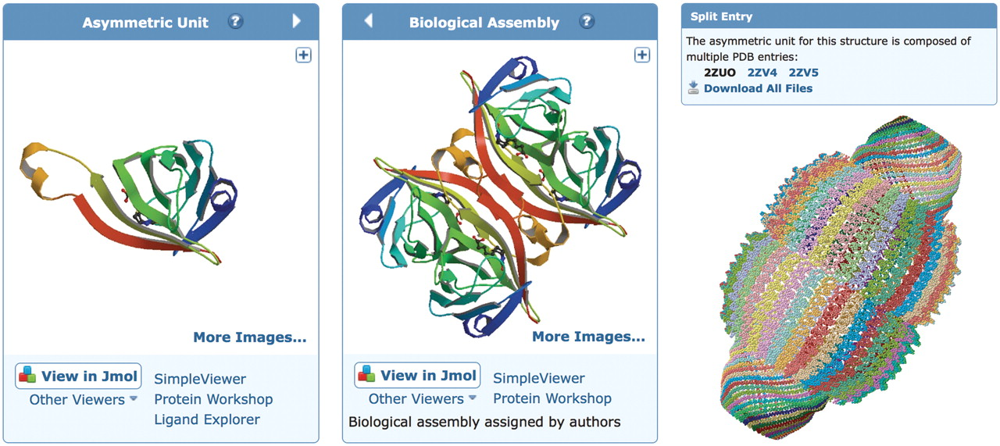 Asymmetric Unit ?
More Images...
View in Jmol
Other Viewers
SimpleViewer
Protein Workshop
Ligand Explorer
Biological Assembly ?
More Images...
View in Jmol
Other Viewers
SimpleViewer
Protein Workshop
Biological assembly assigned by authors
Split Entry
The asymmetric unit for this structure is composed of
multiple PDB entries:
2ZUO 2ZV4 2ZV5
Download All Files